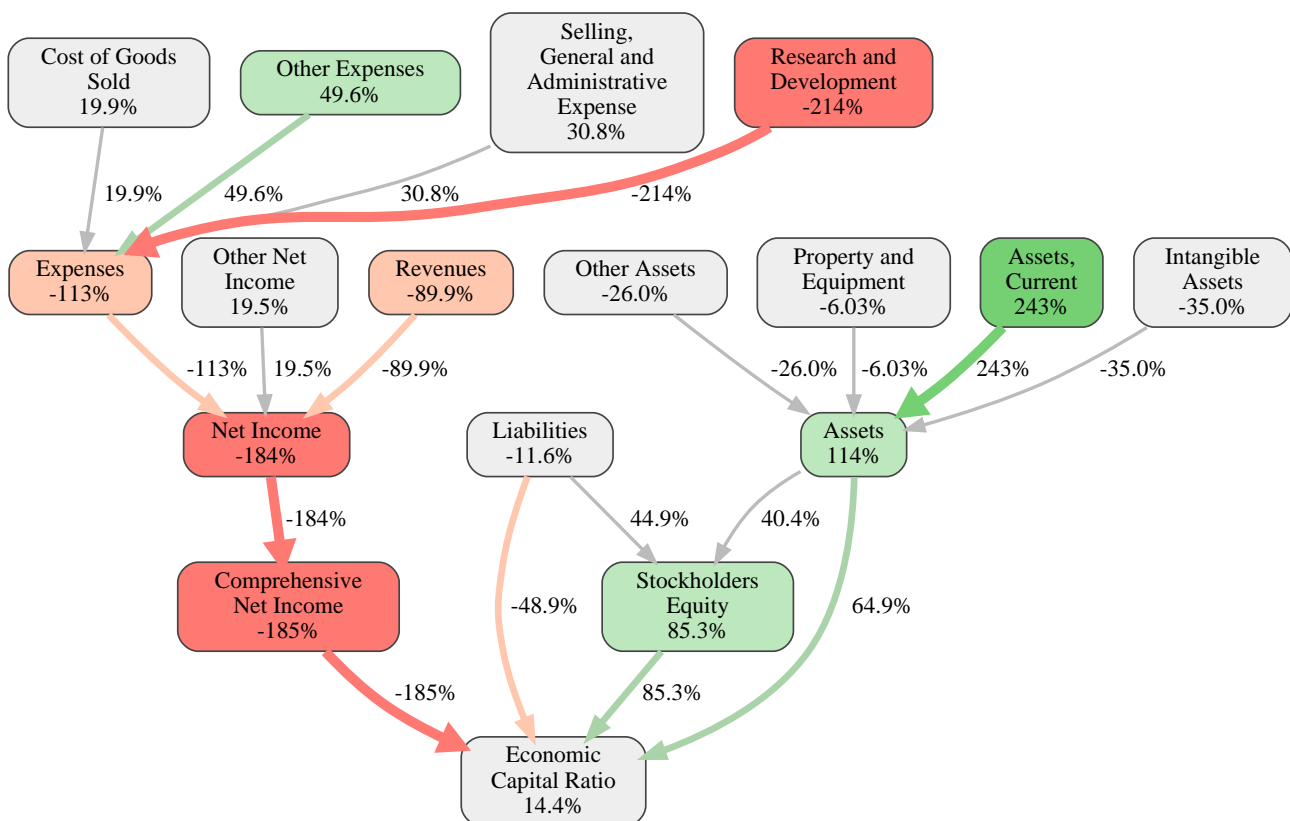 Cost of Goods
Sold
19.9%
Other Expenses
49.6%
Selling,
General and
Administrative
Expense
30.8%
Research and
Development
-214%
19.9%
49.6%
30.8%
-214%
Expenses
-113%
Other Net
Income
19.5%
Revenues
-89.9%
Other Assets
-26.0%
Property and
Equipment
-6.03%
Assets,
Current
243%
Intangible
Assets
-35.0%
-113%
19.5%
-89.9%
-26.0%
-6.03%
243%
-35.0%
Net Income
-184%
Liabilities
-11.6%
Assets
114%
-184%
44.9%
40.4%
Comprehensive
Net Income
-185%
-48.9%
Stockholders
Equity
85.3%
64.9%
-185%
85.3%
Economic
Capital Ratio
14.4%